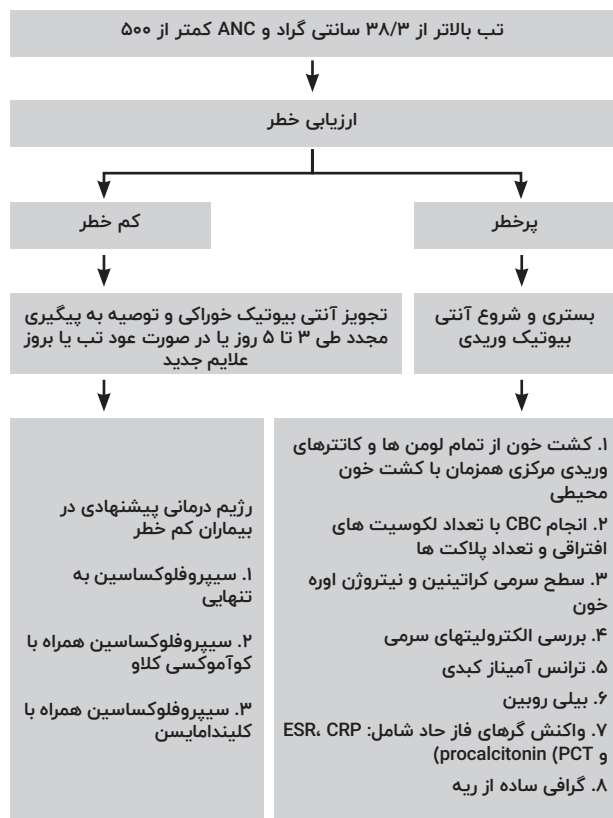 تب بالاتر از ۳۸/۳ سانتی گراد و ANC کمتر از ۵۰۰
ارزیابی خطر
پرخطر
کم خطر
بستری و شروع آنتی
بیوتیک وریدی
تجویز آنتی بیوتیک خوراکی و توصیه به پیگیری
مجدد طی ۳ تا ۵ روز یا در صورت عود تب یا بروز
علایم جدید
۱. کشت خون از تمام لومن ها و کاتترهای
وریدی مرکزی همزمان با کشت خون
محیطی
۲. انجام CBC با تعداد لکوسیت های
افتراقی و تعداد پلاکت ها
۳. سطح سرمی کراتینین و نیتروژن اوره
خون
۴. بررسی الکترولیتهای سرمی
۵. ترانس آمیناز کبدی
۶. بیلی روبین
۷. واکنش گرهای فاز حاد شامل: ESR، CRP
و procalcitonin (PCT)
۸. گرافی ساده از ریه
رژیم درمانی پیشنهادی در
بیماران کم خطر
۱. سیپروفلوکساسین به
تنهایی
۲. سیپروفلوکساسین همراه با
کوآموکسی کلاو
۳. سیپروفلوکساسین همراه با
کلیندامایسن